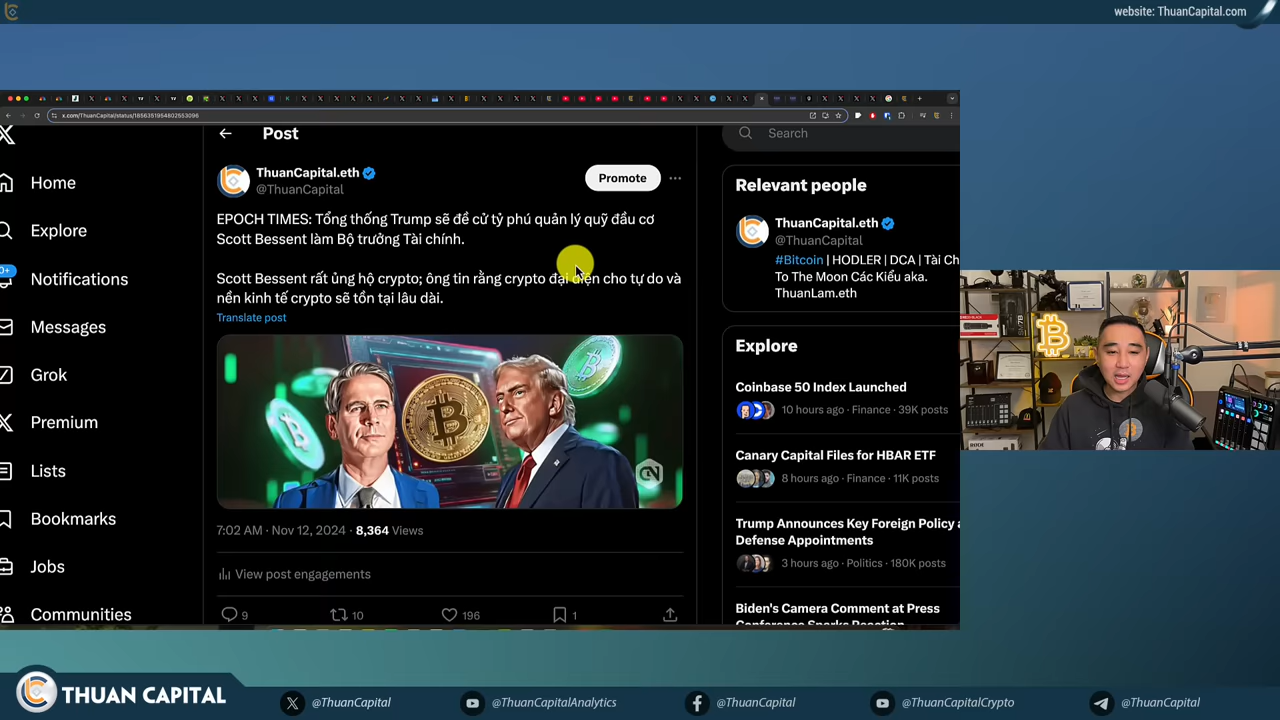 website: ThuanCapital.com
x.com/ThuanCapital/status/1856351954802553096
Post
Search
ThuanCapital.eth
@ThuanCapital
Promote
EPOCH TIMES: Tổng thống Trump sẽ đề cử tỷ phú quản lý quỹ đầu cơ
Scott Bessent làm Bộ trưởng Tài chính.
Scott Bessent rất ủng hộ crypto; ông tin rằng crypto đại diện cho tự do và
nền kinh tế crypto sẽ tồn tại lâu dài.
Translate post
7:02 AM · Nov 12, 2024 · 8,364 Views
View post engagements
9
10
196
1
Home
Explore
Notifications
Messages
Grok
Premium
Lists
Bookmarks
Jobs
Communities
Relevant people
ThuanCapital.eth
@ThuanCapital
#Bitcoin | HODLER | DCA | Tài Ch
To The Moon Các Kiểu aka.
ThuanLam.eth
Explore
Coinbase 50 Index Launched
10 hours ago · Finance · 39K posts
Canary Capital Files for HBAR ETF
8 hours ago · Finance · 11K posts
Trump Announces Key Foreign Policy a
Defense Appointments
3 hours ago · Politics · 180K posts
Biden's Camera Comment at Press
Conference Sparks Reaction
THUAN CAPITAL
@ThuanCapital
@ThuanCapitalAnalytics
@ThuanCapital
@ThuanCapitalCrypto
@ThuanCapital